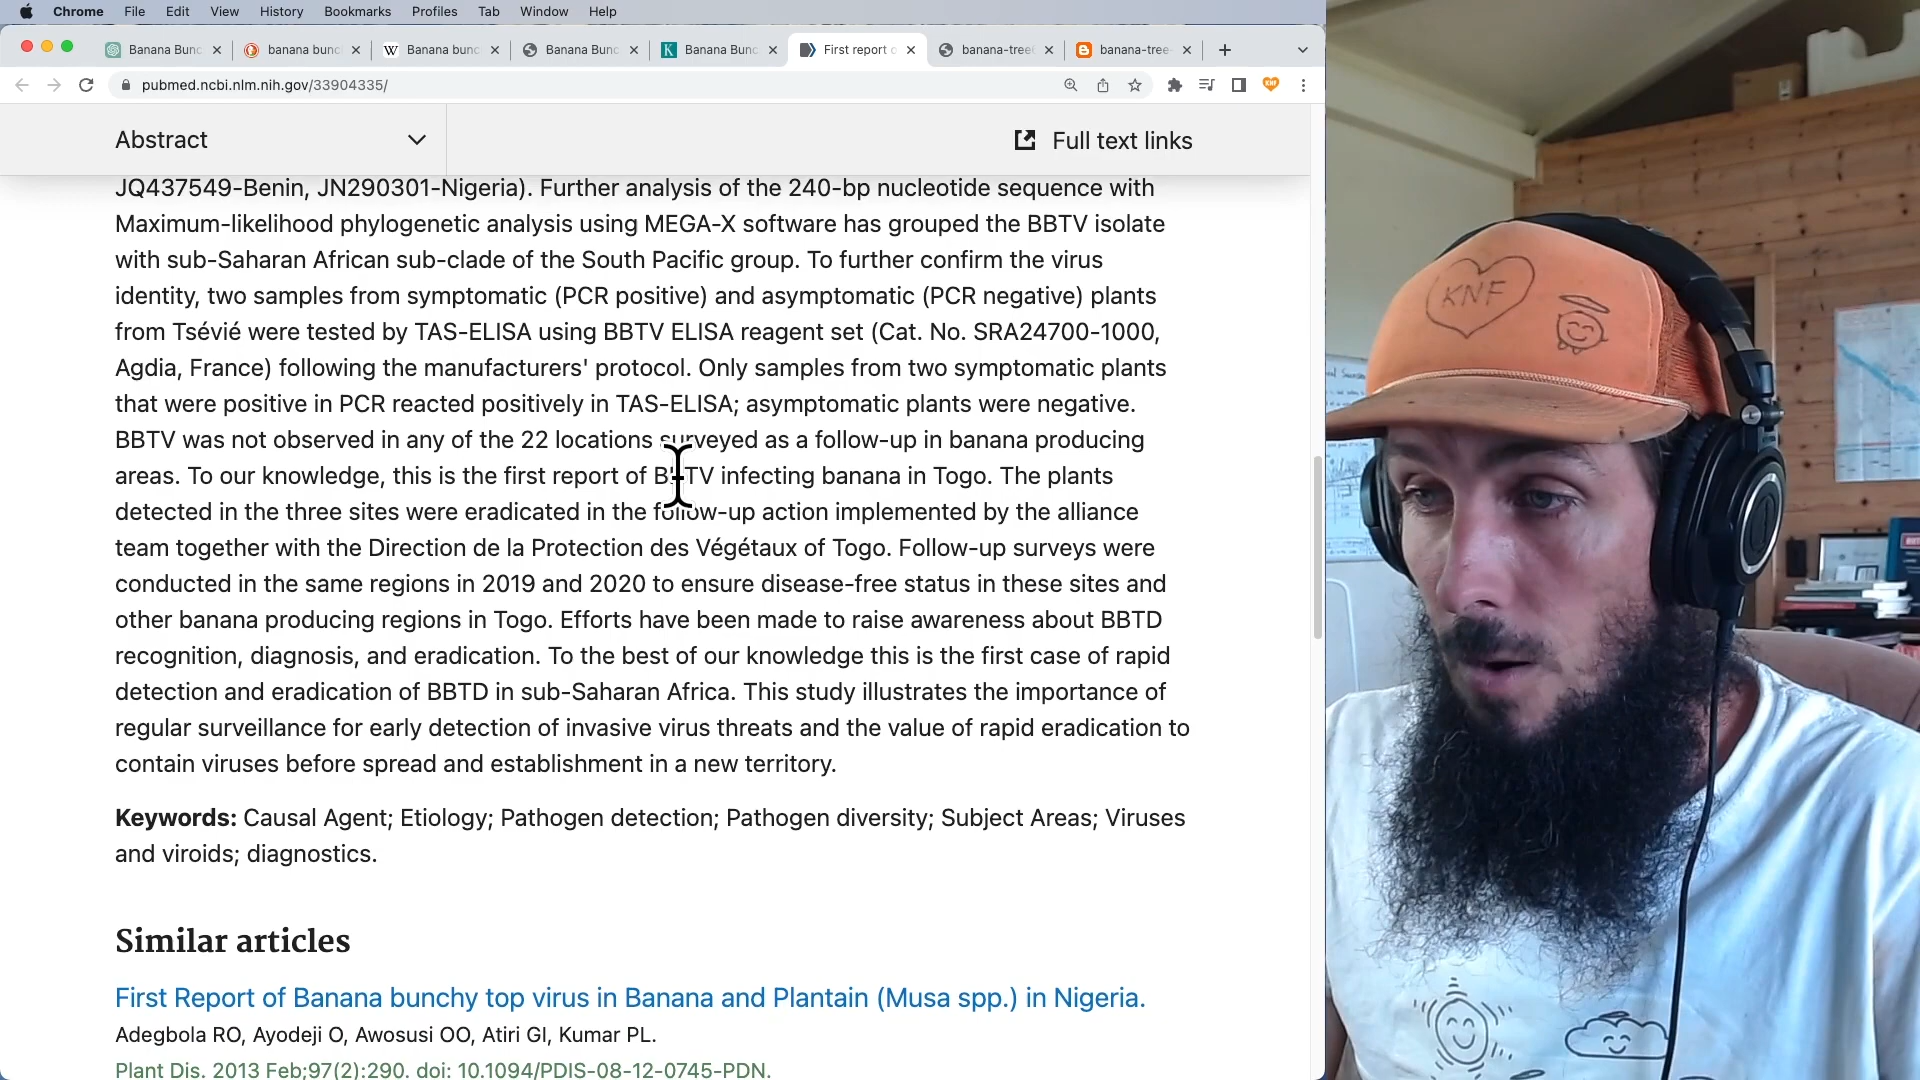 Chrome File Edit View History Bookmarks Profiles Tab Window Help
Banana Bunc banana bunc W Banana bunc Banana Bunc K Banana Bunc First report o banana-tree banana-tree-
pubmed.ncbi.nlm.nih.gov/33904335/
Abstract Full text links
JQ437549-Benin, JN290301-Nigeria). Further analysis of the 240-bp nucleotide sequence with
Maximum-likelihood phylogenetic analysis using MEGA-X software has grouped the BBTV isolate
with sub-Saharan African sub-clade of the South Pacific group. To further confirm the virus
identity, two samples from symptomatic (PCR positive) and asymptomatic (PCR negative) plants
from Tsévié were tested by TAS-ELISA using BBTV ELISA reagent set (Cat. No. SRA24700-1000,
Agdia, France) following the manufacturers' protocol. Only samples from two symptomatic plants
that were positive in PCR reacted positively in TAS-ELISA; asymptomatic plants were negative.
BBTV was not observed in any of the 22 locations surveyed as a follow-up in banana producing
areas. To our knowledge, this is the first report of BBTV infecting banana in Togo. The plants
detected in the three sites were eradicated in the follow-up action implemented by the alliance
team together with the Direction de la Protection des Végétaux of Togo. Follow-up surveys were
conducted in the same regions in 2019 and 2020 to ensure disease-free status in these sites and
other banana producing regions in Togo. Efforts have been made to raise awareness about BBTD
recognition, diagnosis, and eradication. To the best of our knowledge this is the first case of rapid
detection and eradication of BBTD in sub-Saharan Africa. This study illustrates the importance of
regular surveillance for early detection of invasive virus threats and the value of rapid eradication to
contain viruses before spread and establishment in a new territory.
Keywords: Causal Agent; Etiology; Pathogen detection; Pathogen diversity; Subject Areas; Viruses
and viroids; diagnostics.
Similar articles
First Report of Banana bunchy top virus in Banana and Plantain (Musa spp.) in Nigeria.
Adegbola RO, Ayodeji O, Awosusi OO, Atiri GI, Kumar PL.
Plant Dis. 2013 Feb;97(2):290. doi: 10.1094/PDIS-08-12-0745-PDN.
KNF